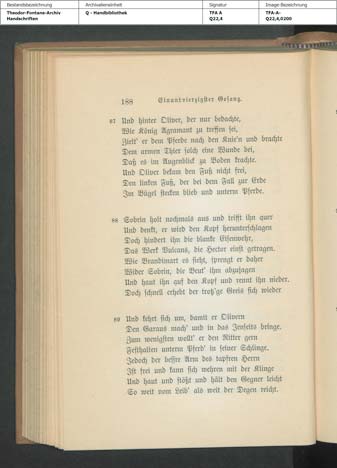 Bestandsbezeichnung Archivalieneinheit Signatur Image-Bezeichnung
Theodor-Fontane-Archiv Q - Handbibliothek TFA A TFA-A-
Handschriften Q22,4 Q22,4,0200
188 Einundvierzigster Gesang.
87 Und hinter Oliver, der nur bedachte,
Wie König Agramant zu treffen sei,
Zielt' er dem Pferde nach den Knie'n und brachte
Dem armen Thier solch eine Wunde bei,
Daß es im Augenblick zu Boden krachte.
Und Oliver bekam den Fuß nicht frei,
Den linken Fuß, der bei dem Fall zur Erde
Im Bügel stecken blieb und unterm Pferde.
88 Sobrin holt nochmals aus und trifft ihn quer
Und denkt, er wird den Kopf herunterschlagen
Doch hindert ihn die blanke Eisenwehr,
Das Werk Vulcans, die Hector einst getragen.
Wie Brandimart es sieht, sprengt er daher
Wider Sobrin, die Beut' ihm abzujagen
Und haut ihn auf den Kopf und rennt ihn nieder.
Doch schnell erhebt der trotz'ge Greis sich wieder
89 Und kehrt sich um, damit er Olivern
Den Garaus mach' und in das Jenseits bringe.
Zum wenigsten wollt' er den Ritter gern
Festhalten unterm Pferd' in seiner Schlinge.
Jedoch der bessre Arm des tapfren Herrn
Ist frei und kann sich wehren mit der Klinge
Und haut und stößt und hält den Gegner leicht
So weit vom Leib' als weit der Degen reicht.